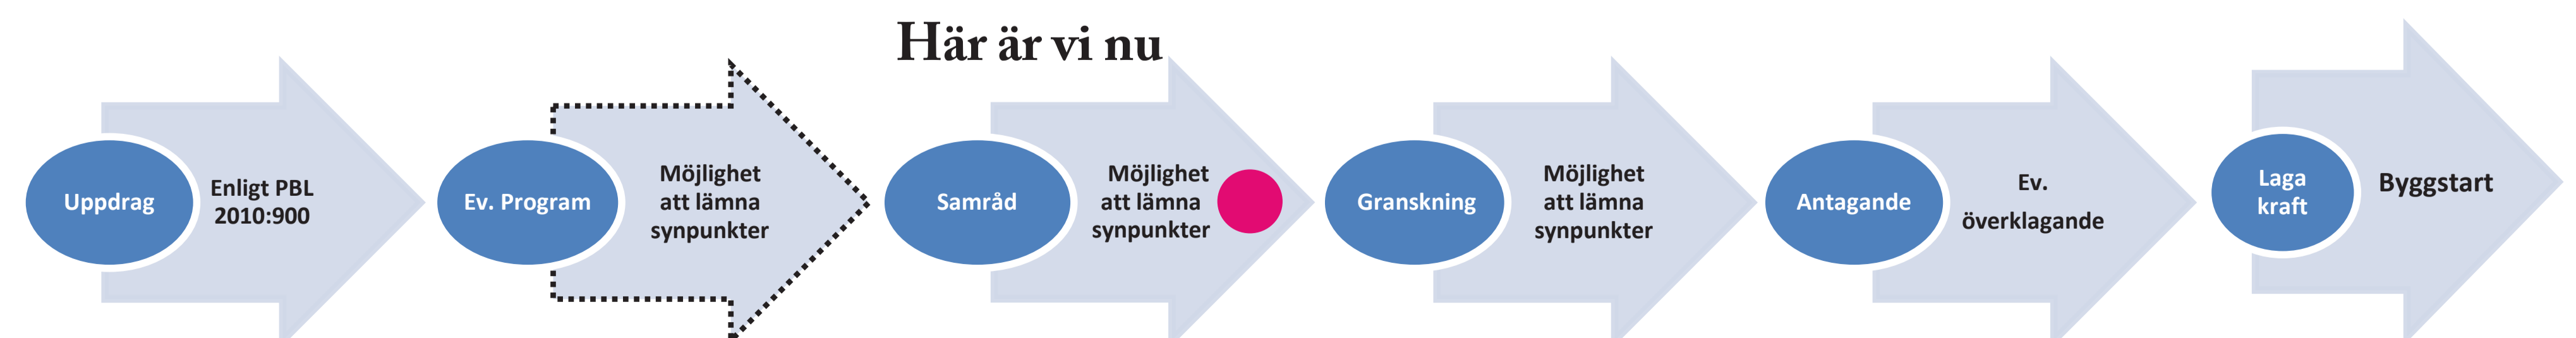 Här är vi nu
Uppdrag
Enligt PBL
2010:900
Ev. Program
Möjlighet
att lämna
synpunkter
Samråd
Möjlighet
att lämna
synpunkter
Granskning
Möjlighet
att lämna
synpunkter
Antagande
Ev.
överklagande
Laga
kraft
Byggstart